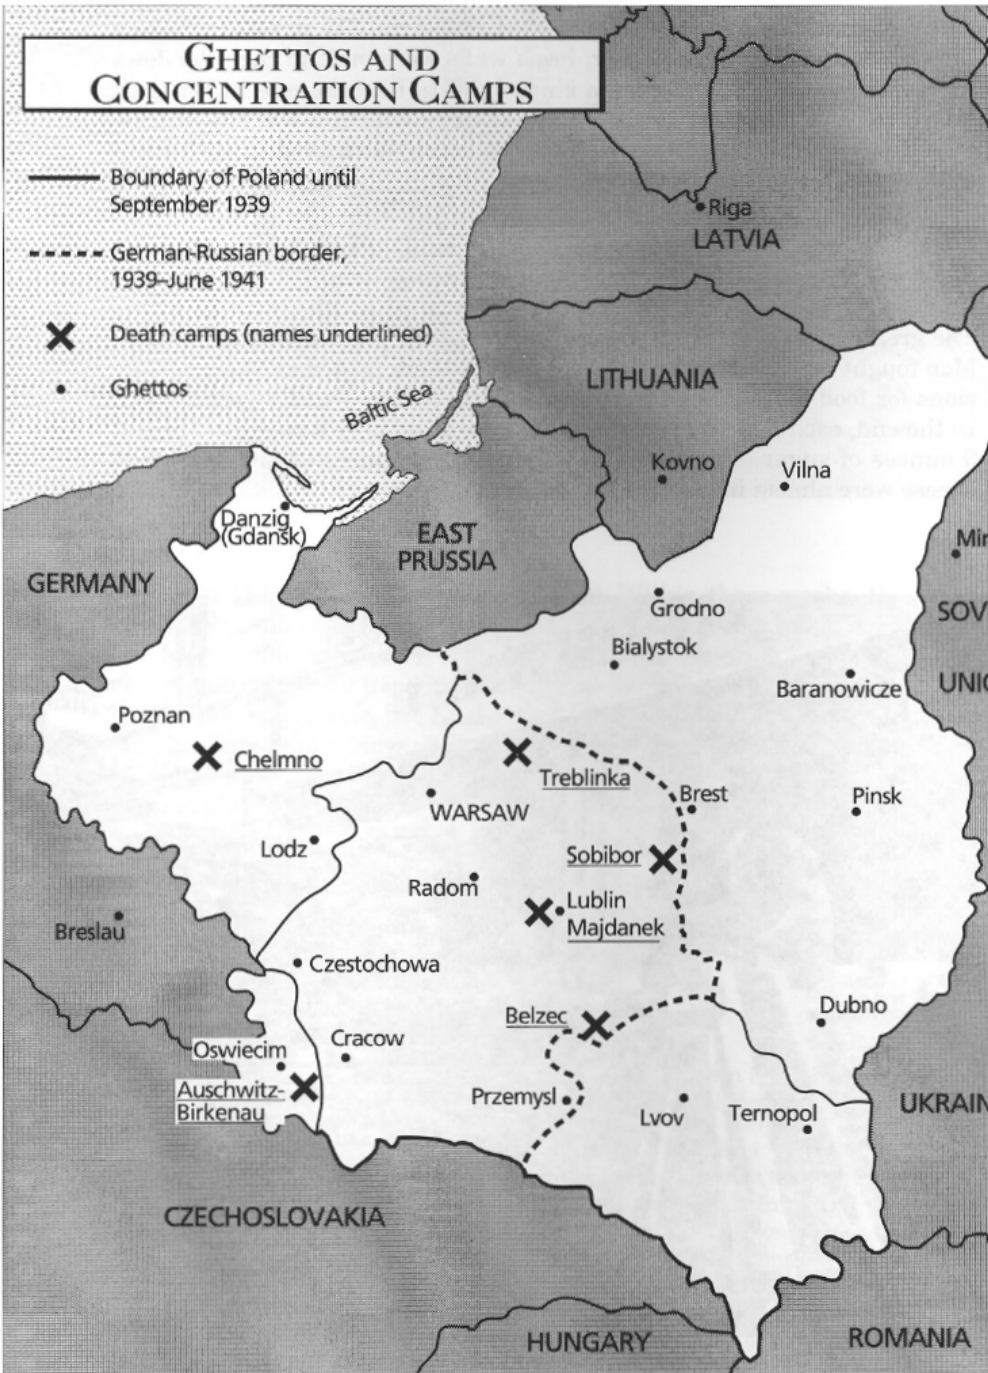 GHETTOS AND
CONCENTRATION CAMPS
Boundary of Poland until
September 1939
German-Russian border,
1939–June 1941
Death camps (names underlined)
Ghettos
Riga
LATVIA
LITHUANIA
Baltic Sea
Kovno
Vilna
Danzig
(Gdansk)
EAST
PRUSSIA
GERMANY
Grodno
Bialystok
Baranowicze
Poznan
Chelmno
Treblinka
WARSAW
Brest
Pinsk
Lodz
Sobibor
Radom
Lublin
Majdanek
Breslau
Czestochowa
Belzec
Dubno
Oswiecim
Cracow
Auschwitz-
Birkenau
Przemysl
Lvov
Ternopol
CZECHOSLOVAKIA
HUNGARY
ROMANIA